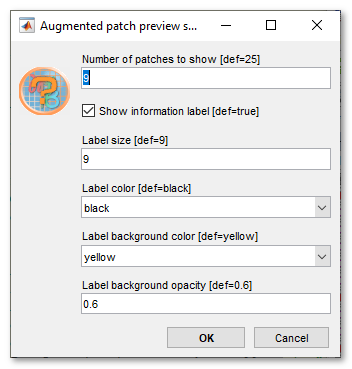 Augmented patch preview s...
Number of patches to show [def=25]
9
Show information label [def=true]
Label size [def=9]
9
Label color [def=black]
black
Label background color [def=yellow]
yellow
Label background opacity [def=0.6]
0.6
OK Cancel